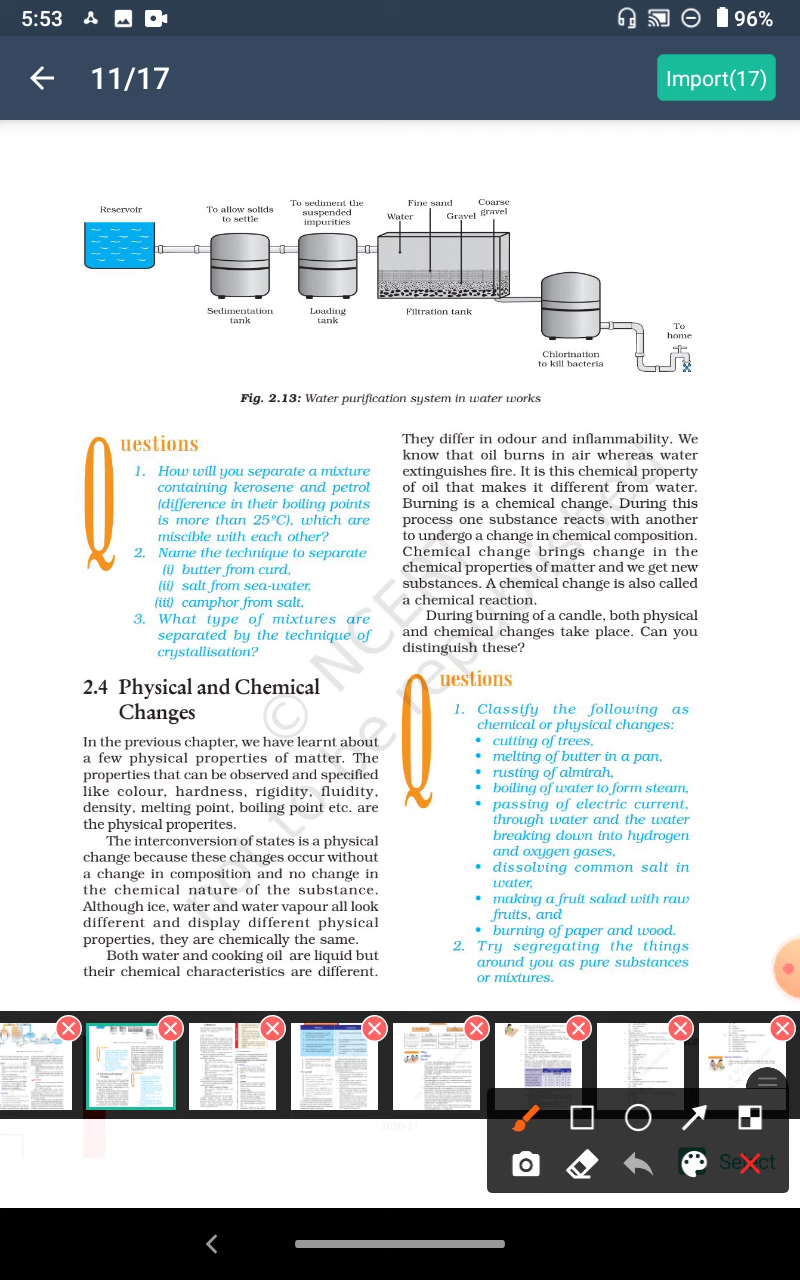 5:53
96%
11/17
Import(17)
Reservoir
To allow solids
to settle
To sediment the
suspended
impurities
Water
Fine sand
Gravel
Coarse
gravel
Sedimentation
tank
Loading
tank
Filtration tank
Chlorination
to kill bacteria
To
home
Fig. 2.13: Water purification system in water works
Questions
1. How will you separate a mixture
containing kerosene and petrol
(difference in their boiling points
is more than 25°C), which are
miscible with each other?
2. Name the technique to separate
(i) butter from curd,
(ii) salt from sea-water,
(iii) camphor from salt.
3. What type of mixtures are
separated by the technique of
crystallisation?
2.4 Physical and Chemical
Changes
In the previous chapter, we have learnt about
a few physical properties of matter. The
properties that can be observed and specified
like colour, hardness, rigidity, fluidity,
density, melting point, boiling point etc. are
the physical properites.
The interconversion of states is a physical
change because these changes occur without
a change in composition and no change in
the chemical nature of the substance.
Although ice, water and water vapour all look
different and display different physical
properties, they are chemically the same.
Both water and cooking oil are liquid but
their chemical characteristics are different.
They differ in odour and inflammability. We
know that oil burns in air whereas water
extinguishes fire. It is this chemical property
of oil that makes it different from water.
Burning is a chemical change. During this
process one substance reacts with another
to undergo a change in chemical composition.
Chemical change brings change in the
chemical properties of matter and we get new
substances. A chemical change is also called
a chemical reaction.
During burning of a candle, both physical
and chemical changes take place. Can you
distinguish these?
Questions
1. Classify the following as
chemical or physical changes:
• cutting of trees,
• melting of butter in a pan,
• rusting of almirah,
• boiling of water to form steam,
• passing of electric current,
through water and the water
breaking down into hydrogen
and oxygen gases,
• dissolving common salt in
water,
• making a fruit salad with raw
fruits, and
• burning of paper and wood.
2. Try segregating the things
around you as pure substances
or mixtures.
© NCERT
not to be republished
2020-21
Select